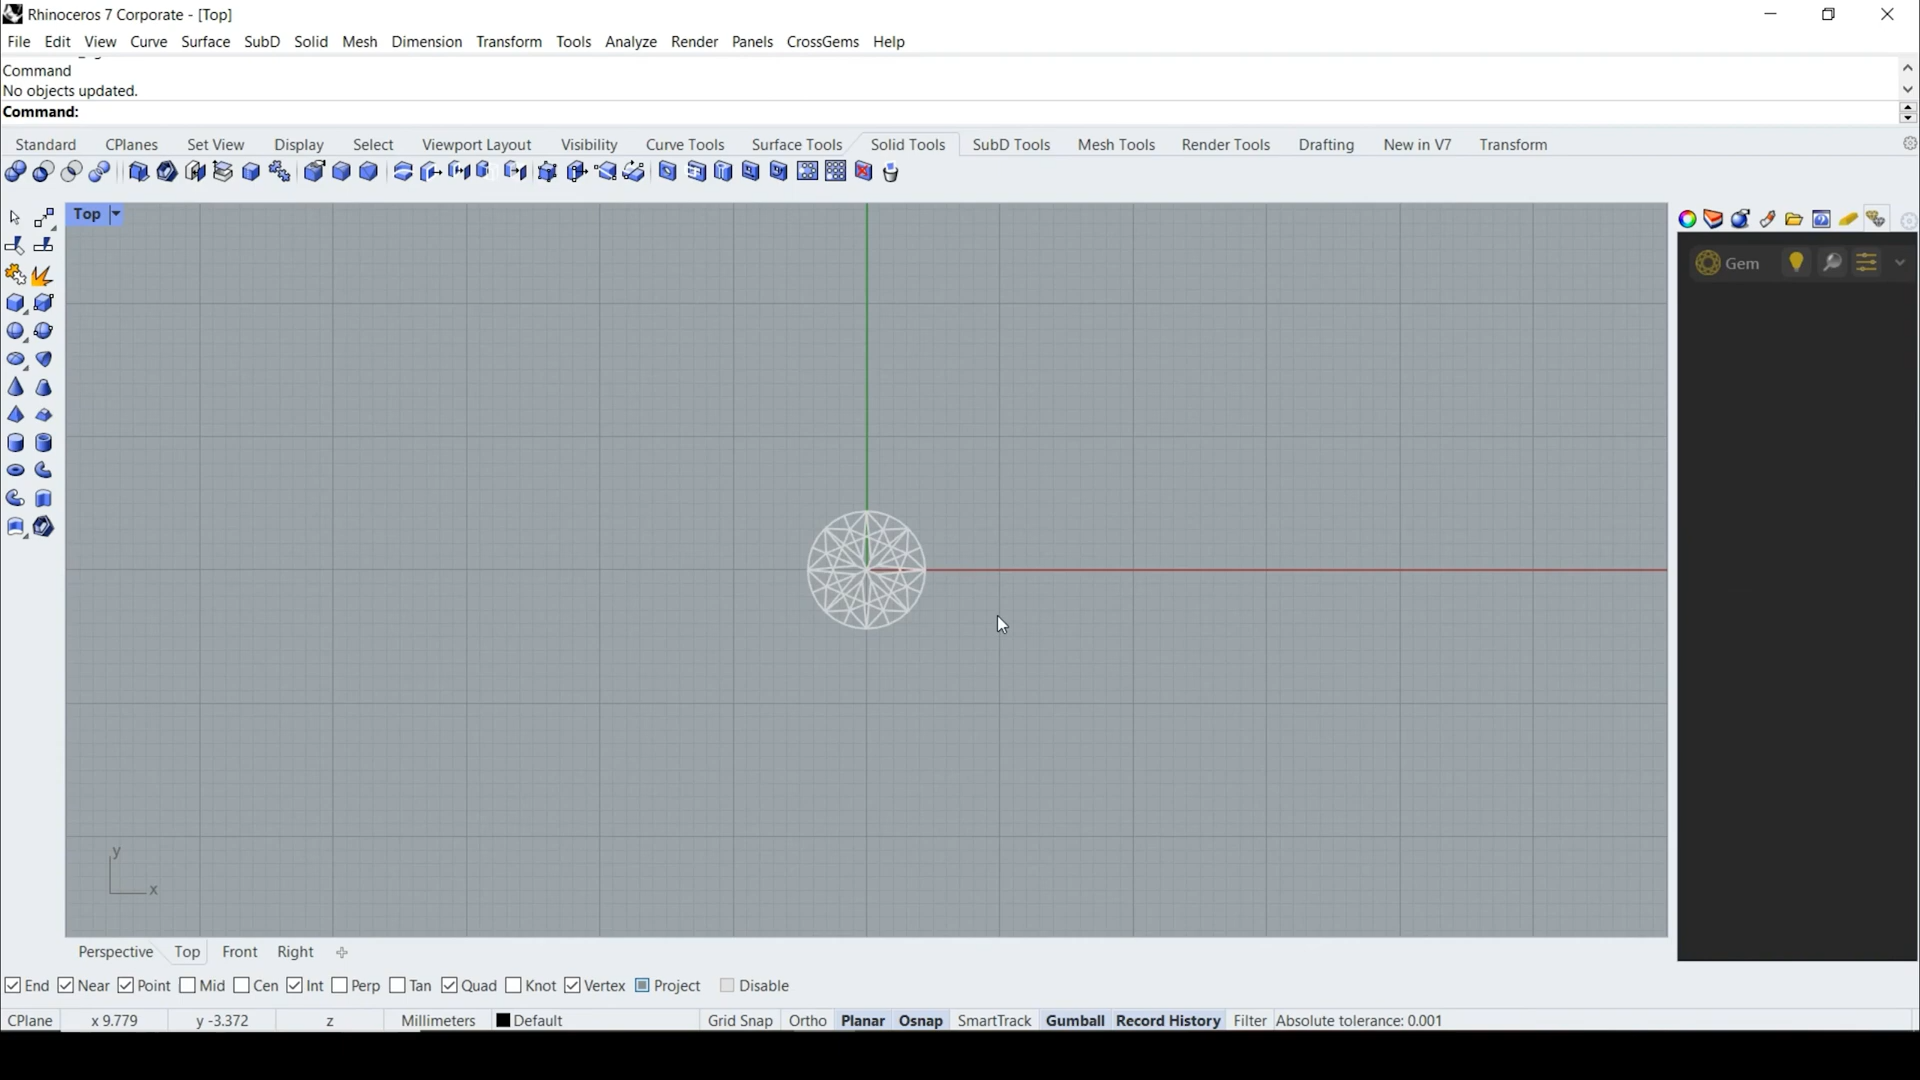 Rhinoceros 7 Corporate - [Top]
File Edit View Curve Surface SubD Solid Mesh Dimension Transform Tools Analyze Render Panels CrossGems Help
Command
No objects updated.
Command:
Standard CPlanes Set View Display Select Viewport Layout Visibility Curve Tools Surface Tools Solid Tools SubD Tools Mesh Tools Render Tools Drafting New in V7 Transform
Top
Gem
y
x
Perspective Top Front Right
End Near Point Mid Cen Int Perp Tan Quad Knot Vertex Project Disable
CPlane x 9.779 y -3.372 z Millimeters Default Grid Snap Ortho Planar Osnap SmartTrack Gumball Record History Filter Absolute tolerance: 0.001